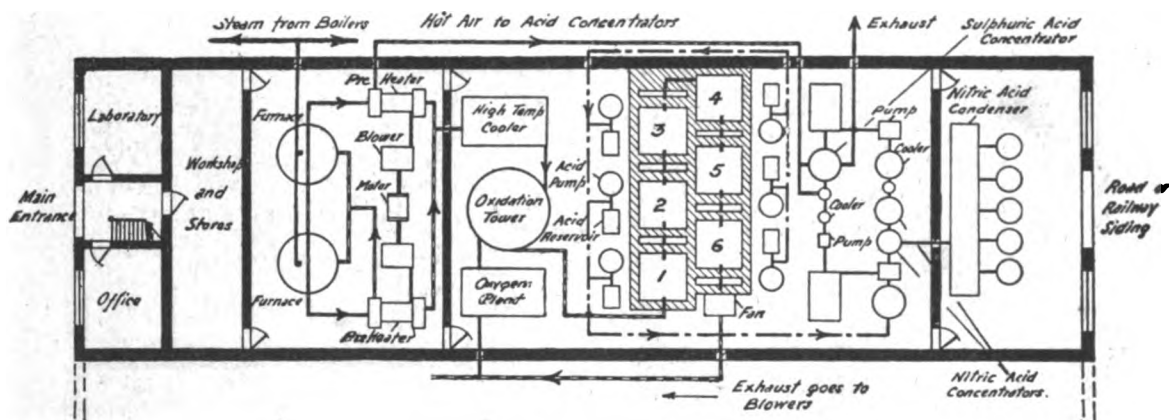 Steam from Boilers
Hot Air to Acid Concentrators
Exhaust
Sulphuric Acid
Concentrator
Pre Heater
Nitric Acid
Condenser
Laboratory
Furnace
High Temp
Cooler
4
3
Pump
Blower
Cooler
Workshop
and
Stores
5
Main
Entrance
Motor
Oxidation
Tower
Acid
Pump
Acid
Reservoir
2
Cooler
Road or
Railway
Siding
6
Pump
1
Office
Furnace
Oxygen
Plant
Fan
Preheater
Nitric Acid
Concentrators.
Exhaust goes to
Blowers